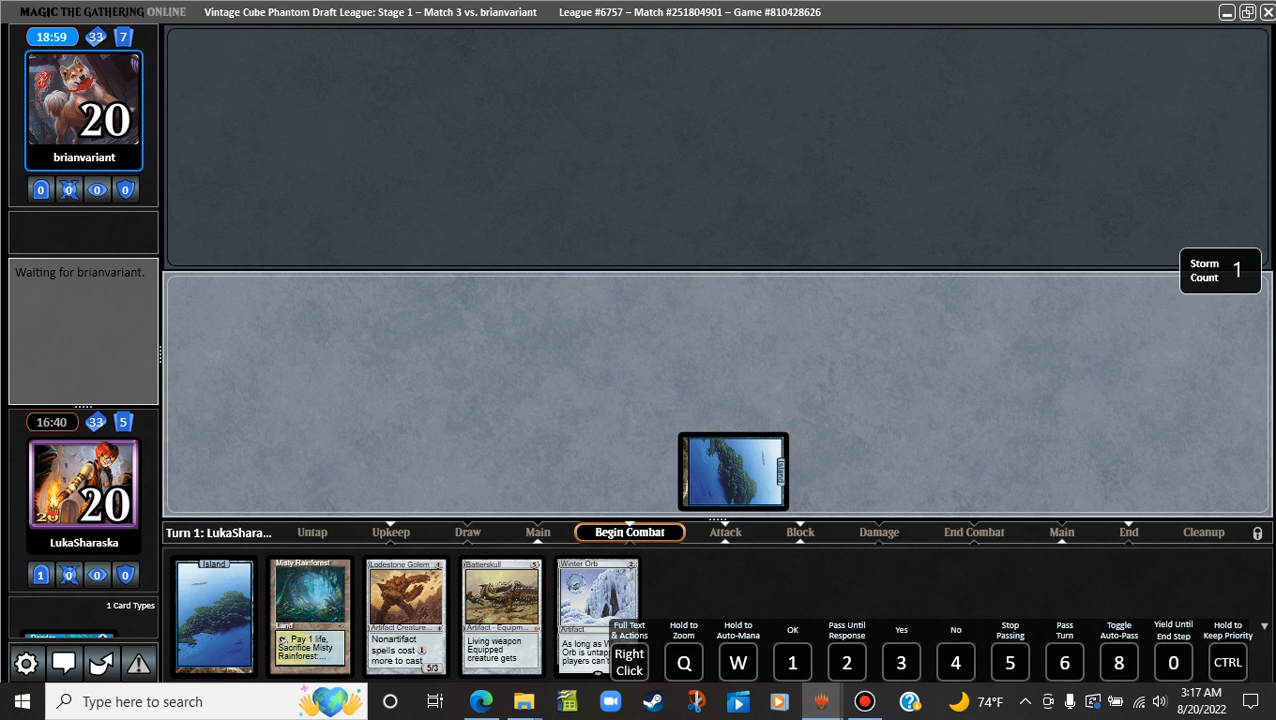 MAGIC THE GATHERING ONLINE
Vintage Cube Phantom Draft League: Stage 1 – Match 3 vs. brianvariant
League #6757 – Match #251804901 – Game #810428626
18:59
33
7
20
brianvariant
0
0
0
0
Waiting for brianvariant.
Storm
Count
1
16:40
33
5
20
LukaSharaska
1
0
0
0
1 Card Types
Island
Turn 1: LukaShara...
Untap
Upkeep
Draw
Main
Begin Combat
Attack
Block
Damage
End Combat
Main
End
Cleanup
Island
Misty Rainforest
Land
, Pay 1 life,
Sacrifice Misty
Rainforest:...
Lodestone Golem
4
Artifact Creature...
Nonartifact
spells cost 1
more to cast
5/3
Batterskull
5
Artifact - Equipm...
Living weapon
Equipped
creature gets
Winter Orb
2
Artifact
As long as W
Orb is untap
players can't
Full Text
& Actions
Right
Click
Hold to
Zoom
Q
Hold to
Auto-Mana
W
OK
1
Pass Until
Response
2
Yes
3
No
4
Stop
Passing
5
Pass
Turn
6
Toggle
Auto-Pass
8
Yield Until
End Step
0
Hold to
Keep Priority
CTRL
Type here to search
74°F
3:17 AM
8/20/2022